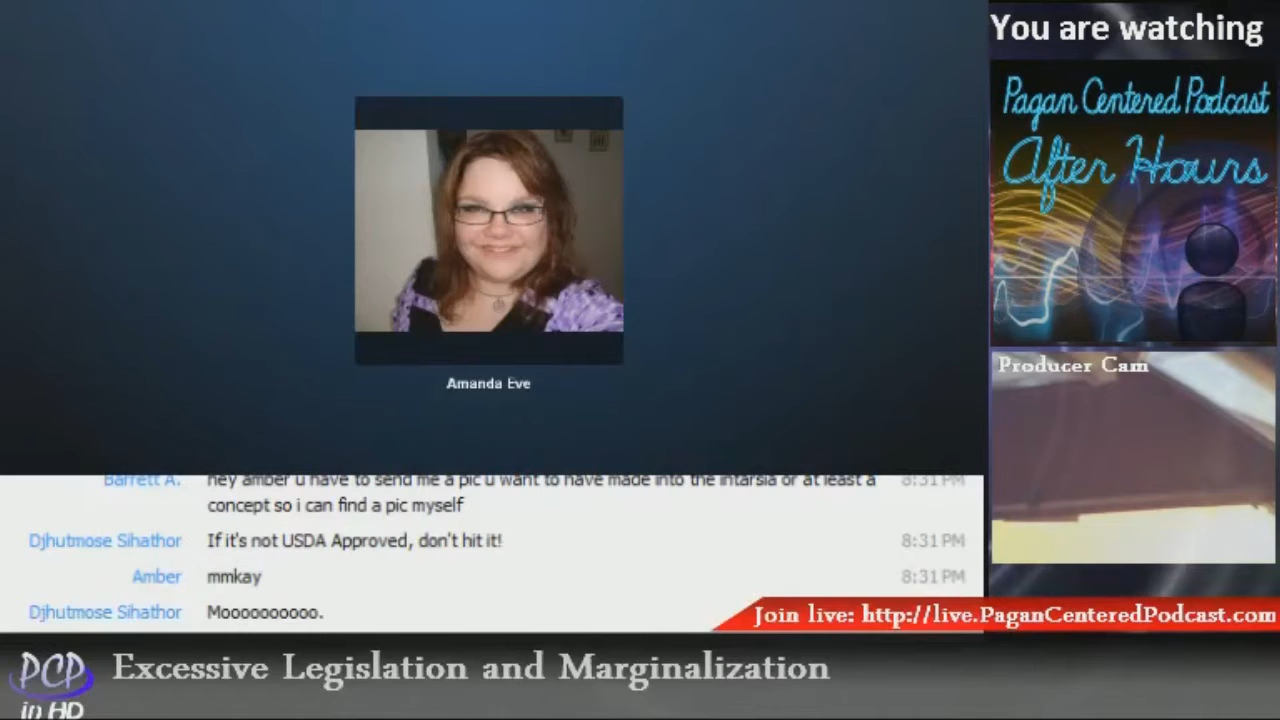 You are watching
Pagan Centered Podcast
After Hours
Producer Cam
Amanda Eve
Barrett A. hey amber u have to send me a pic u want to have made into the intarsia or at least a 8:31 PM
concept so i can find a pic myself
Djhutmose Sihathor If it's not USDA Approved, don't hit it! 8:31 PM
Amber mmkay 8:31 PM
Djhutmose Sihathor Moooooooooo.
Join live: http://live.PaganCenteredPodcast.com
PCP Excessive Legislation and Marginalization
in HD